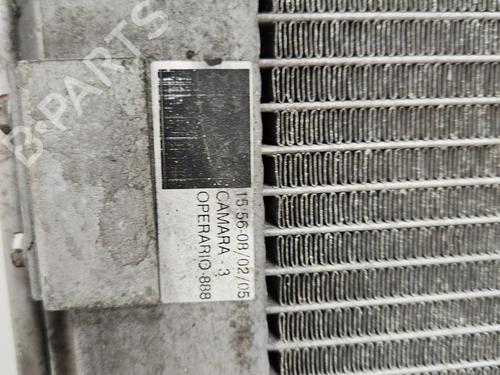 B-PARTS
15:56-08/02/05
CAMARA - 3
OPERARIO-888